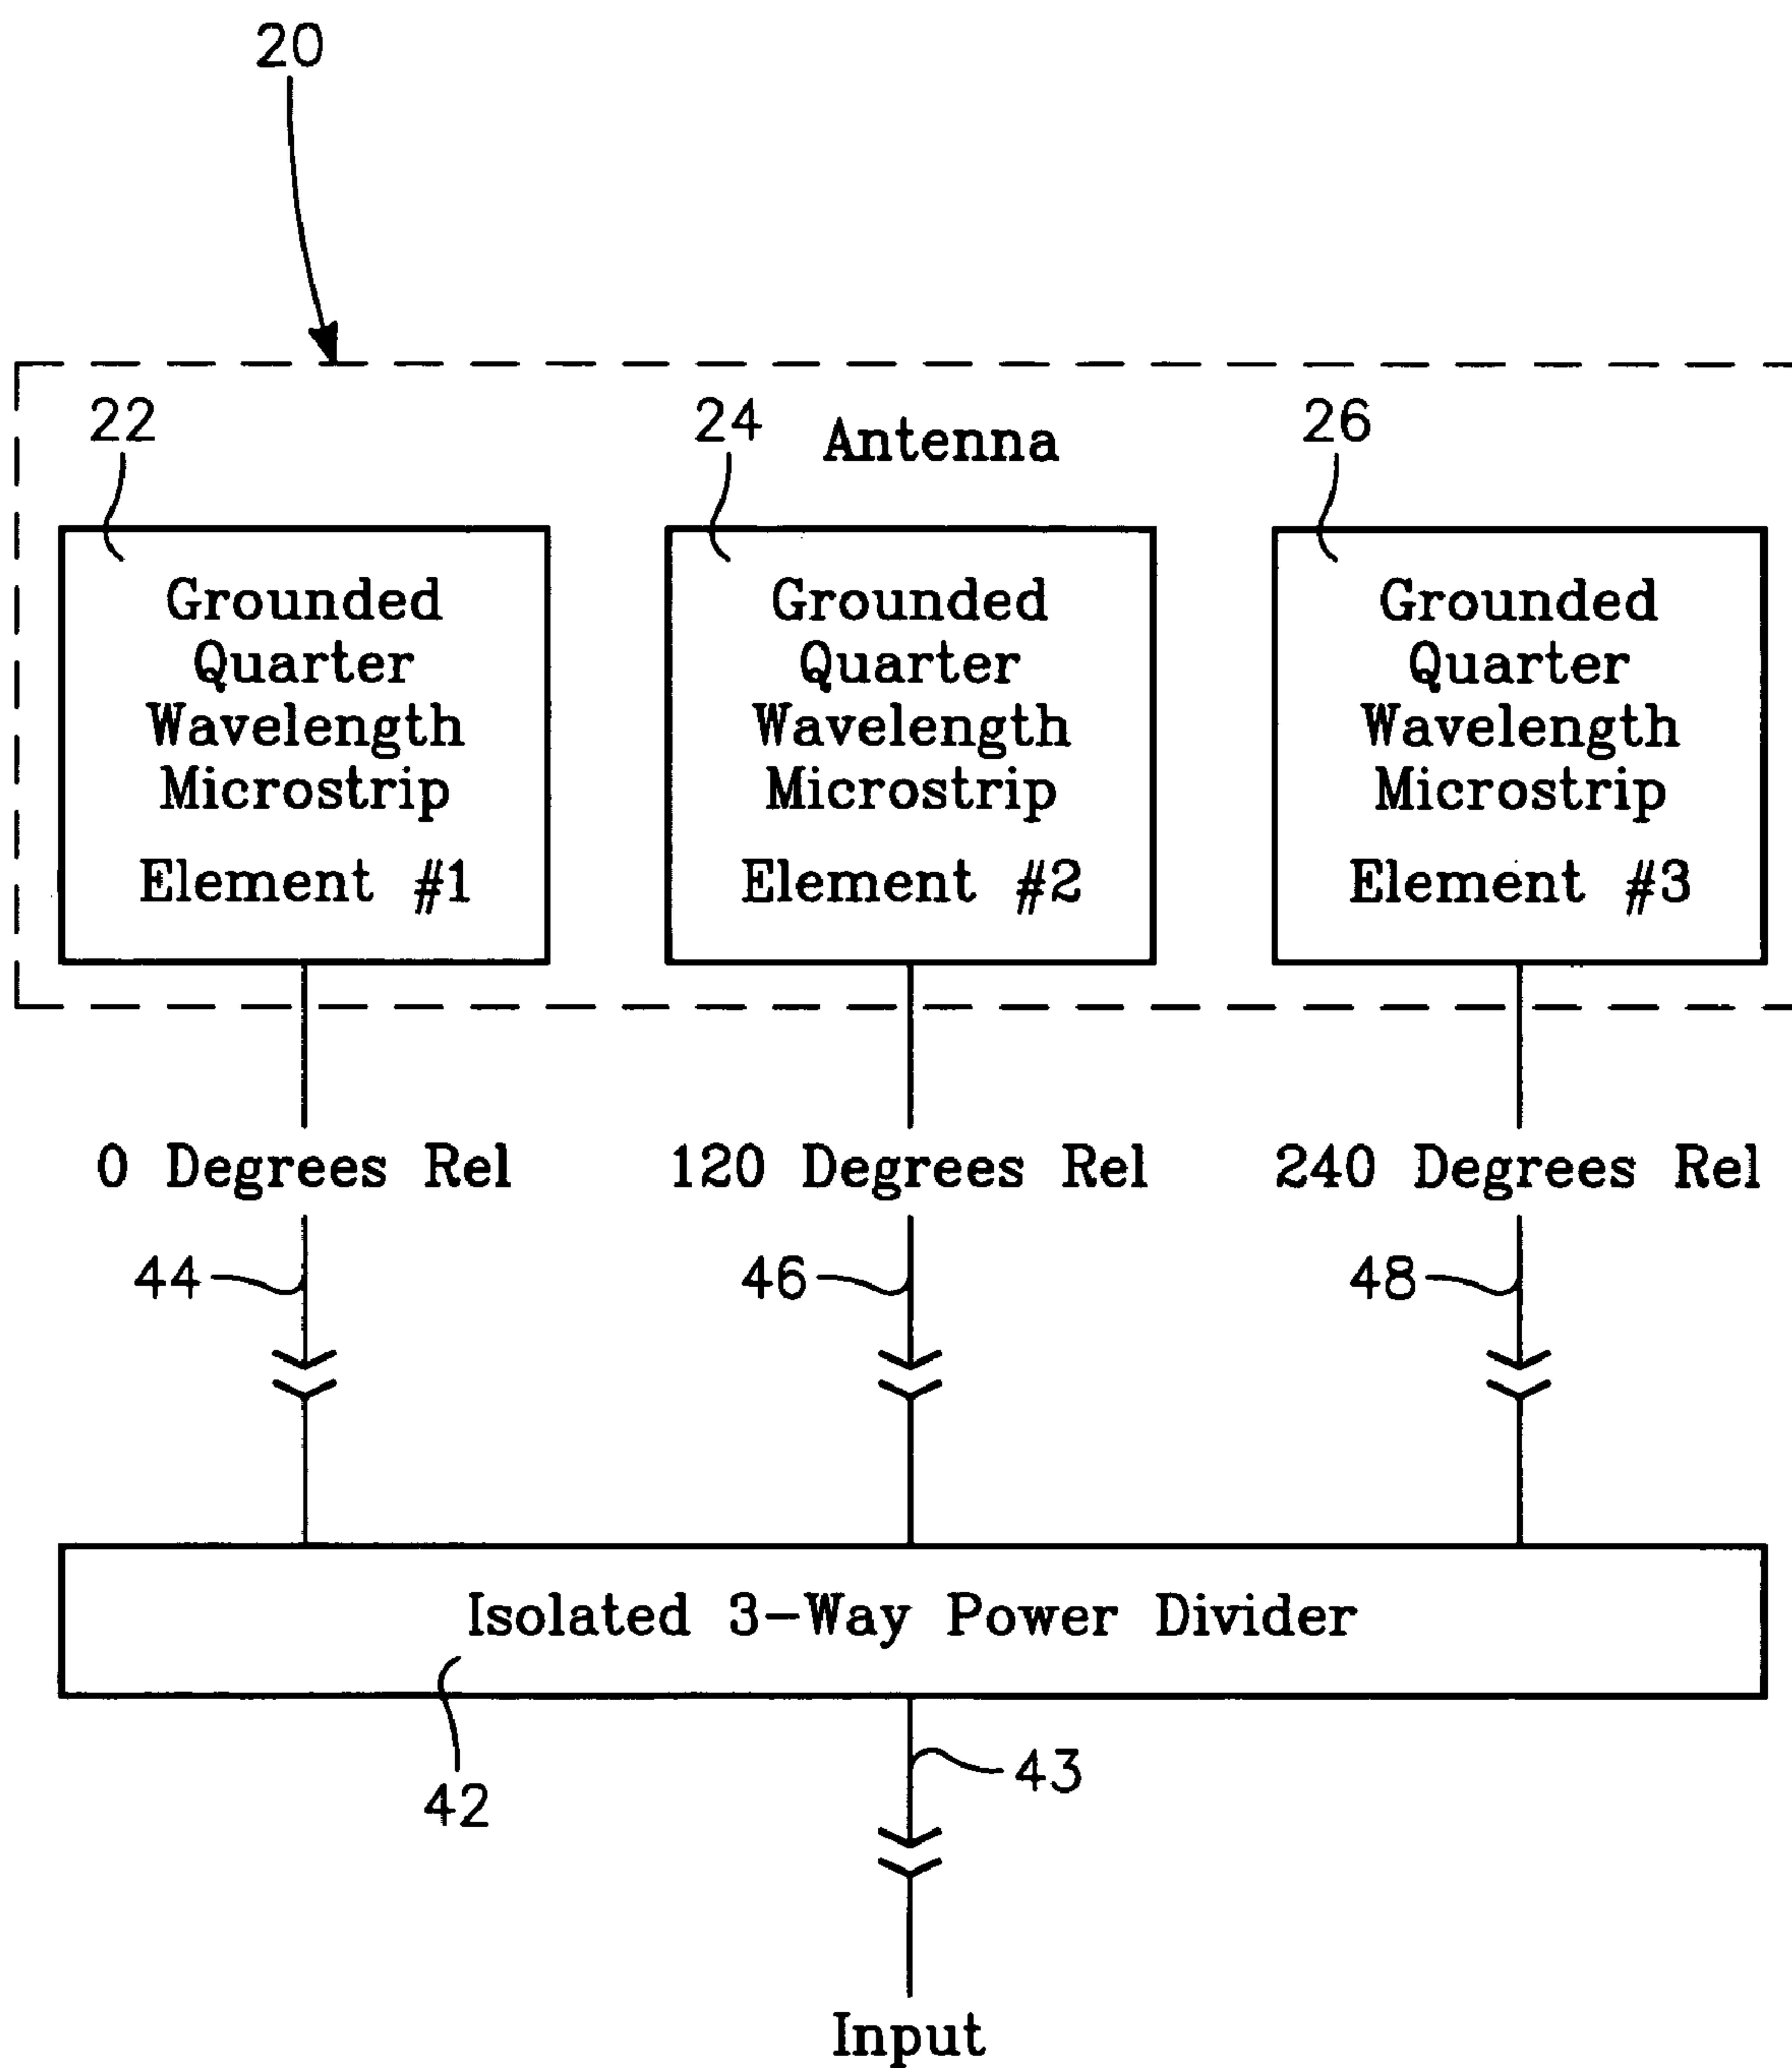 20
22
24
Antenna
26
Grounded
Quarter
Wavelength
Microstrip
Element #1
Grounded
Quarter
Wavelength
Microstrip
Element #2
Grounded
Quarter
Wavelength
Microstrip
Element #3
0 Degrees Rel
120 Degrees Rel
240 Degrees Rel
44
46
48
Isolated 3-Way Power Divider
42
43
Input